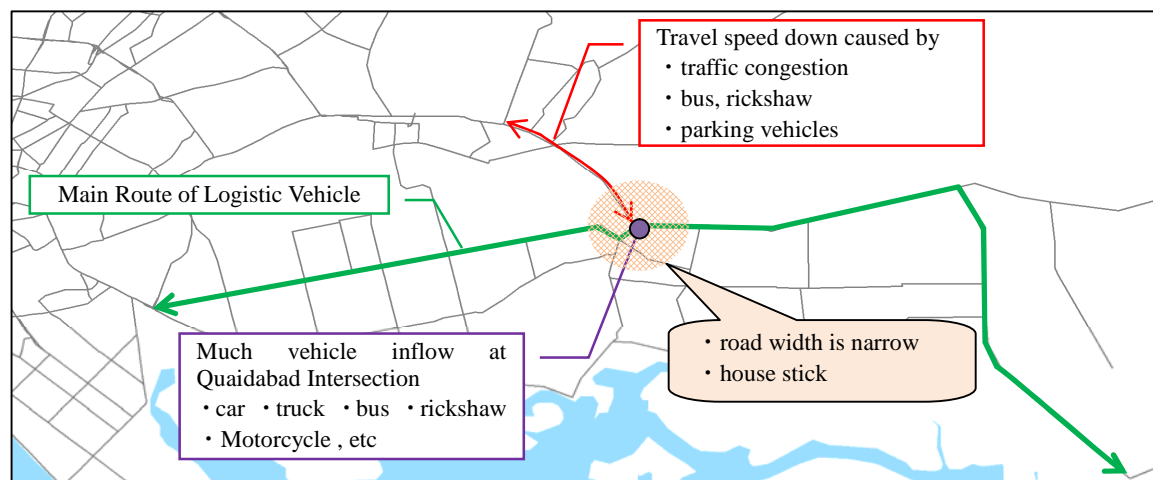 Travel speed down caused by
・traffic congestion
・bus, rickshaw
・parking vehicles
Main Route of Logistic Vehicle
Much vehicle inflow at
Quaidabad Intersection
・car ・truck ・bus ・rickshaw
・Motorcycle , etc
・road width is narrow
・house stick